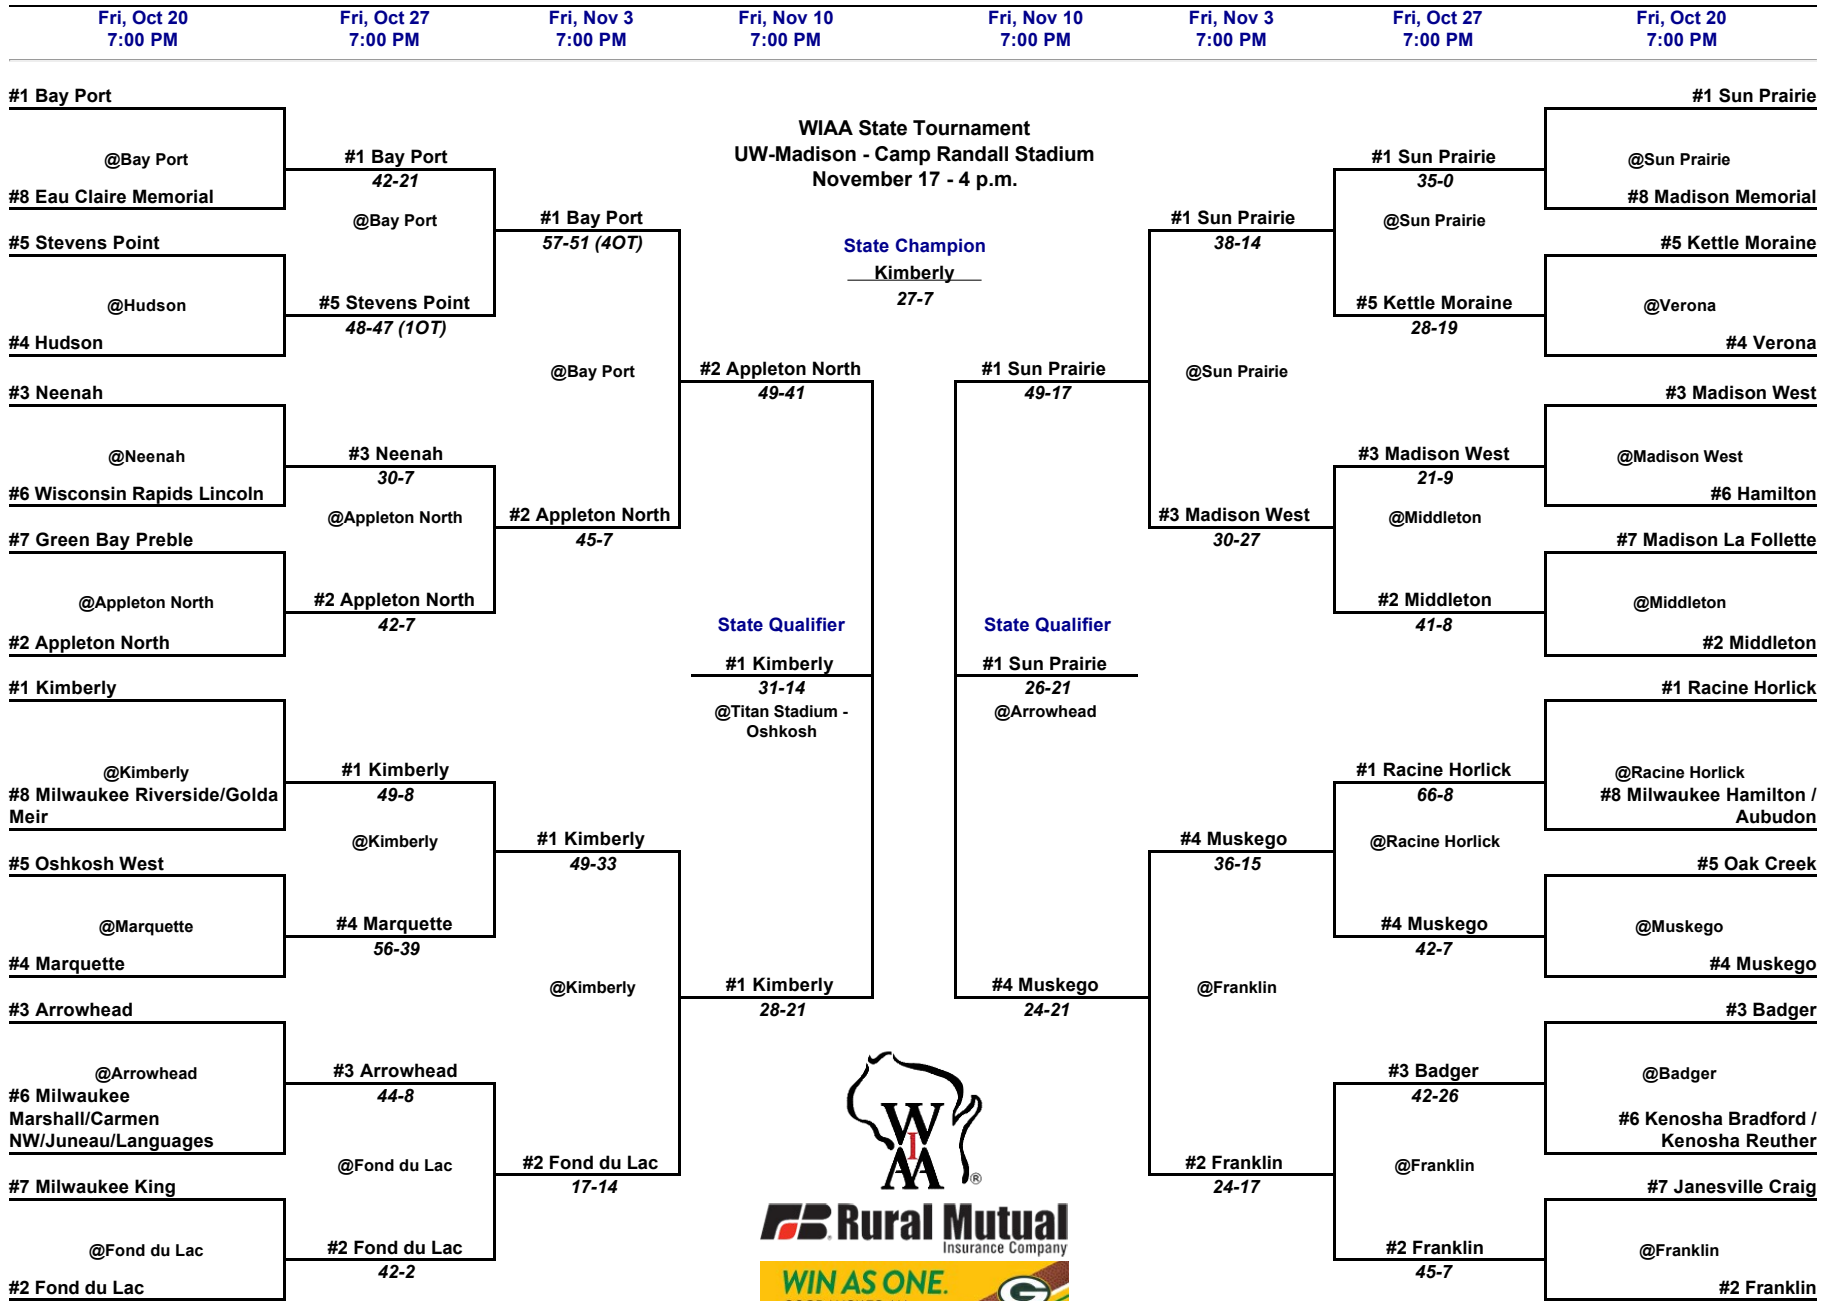 Fri, Oct 20 Fri, Oct 27 Fri, Nov 3 Fri, Nov 10 Fri, Nov 10 Fri, Nov 3 Fri, Oct 27 Fri, Oct 20
7:00 PM 7:00 PM 7:00 PM 7:00 PM 7:00 PM 7:00 PM 7:00 PM 7:00 PM
#1 Bay Port
@Bay Port
#8 Eau Claire Memorial
#5 Stevens Point
@Hudson
#4 Hudson
#3 Neenah
@Neenah
#6 Wisconsin Rapids Lincoln
#7 Green Bay Preble
@Appleton North
#2 Appleton North
#1 Kimberly
@Kimberly
#8 Milwaukee Riverside/Golda
Meir
#5 Oshkosh West
@Marquette
#4 Marquette
#3 Arrowhead
@Arrowhead
#6 Milwaukee
Marshall/Carmen
NW/Juneau/Languages
#7 Milwaukee King
@Fond du Lac
#2 Fond du Lac
#1 Bay Port
42-21
@Bay Port
#5 Stevens Point
48-47 (1OT)
#3 Neenah
30-7
@Appleton North
#2 Appleton North
42-7
#1 Kimberly
49-8
@Kimberly
#4 Marquette
56-39
#3 Arrowhead
44-8
@Fond du Lac
#2 Fond du Lac
42-2
#1 Bay Port
57-51 (4OT)
@Bay Port
#2 Appleton North
45-7
#1 Kimberly
49-33
@Kimberly
#2 Fond du Lac
17-14
#2 Appleton North
49-41
State Qualifier
#1 Kimberly
31-14
@Titan Stadium -
Oshkosh
#1 Kimberly
28-21
WIAA State Tournament
UW-Madison - Camp Randall Stadium
November 17 - 4 p.m.
State Champion
Kimberly
27-7
#1 Sun Prairie
49-17
State Qualifier
#1 Sun Prairie
26-21
@Arrowhead
#4 Muskego
24-21
#1 Sun Prairie
38-14
@Sun Prairie
#3 Madison West
30-27
#4 Muskego
36-15
@Franklin
#2 Franklin
24-17
#1 Sun Prairie
35-0
@Sun Prairie
#5 Kettle Moraine
28-19
#3 Madison West
21-9
@Middleton
#2 Middleton
41-8
#1 Racine Horlick
66-8
@Racine Horlick
#4 Muskego
42-7
#3 Badger
42-26
@Franklin
#2 Franklin
45-7
#1 Sun Prairie
@Sun Prairie
#8 Madison Memorial
#5 Kettle Moraine
@Verona
#4 Verona
#3 Madison West
@Madison West
#6 Hamilton
#7 Madison La Follette
@Middleton
#2 Middleton
#1 Racine Horlick
@Racine Horlick
#8 Milwaukee Hamilton /
Aubudon
#5 Oak Creek
@Muskego
#4 Muskego
#3 Badger
@Badger
#6 Kenosha Bradford /
Kenosha Reuther
#7 Janesville Craig
@Franklin
#2 Franklin
W
I
AA
®
Rural Mutual
Insurance Company
WIN AS ONE.
G